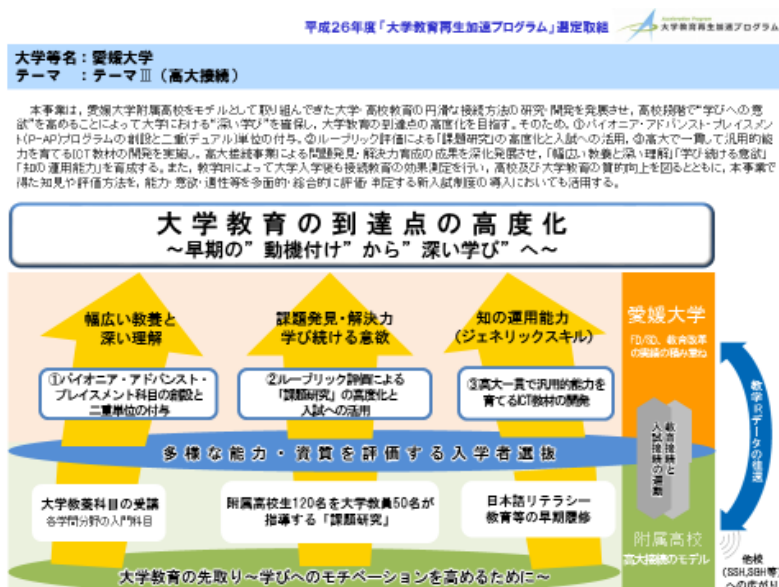 平成26年度「大学教育再生加速プログラム」選定取組
大学教育再生加速プログラム
大学等名：愛媛大学
テーマ　：テーマⅢ（高大接続）
本事業は、愛媛大学附属高校をモデルとして取り組んできた大学・高校教育の円滑な接続方法の研究・開発を発展させ、高校段階で“学びへの意
欲”を高めることによって大学における“深い学び”を確保し、大学教育の到達点の高度化を目指す。そのため、①パイオニア・アドバンスト・プレイスメン
ト(P-AP)プログラムの創設と二重(デュアル)単位の付与、②ルーブリック評価による「課題研究」の高度化と入試への活用、③高大で一貫して汎用的能
力を育てるICT教材の開発を実施し、高大接続事業による問題発見・解決力育成の成果を深化発展させ、「幅広い教養と深い理解」「学び続ける意欲」
「知の運用能力」を育成する。また、教学IRによって大学入学後も接続教育の効果測定を行い、高校及び大学教育の質的向上を図るとともに、本事業で
得た知見や評価方法を、能力・意欲・適性等を多面的・総合的に評価・判定する新入試制度の導入においても活用する。
大学教育の到達点の高度化
～早期の”動機付け”から”深い学び”へ～
幅広い教養と
深い理解
課題発見・解決力
学び続ける意欲
知の運用能力
（ジェネリックスキル）
愛媛大学
FD/SD、教育改革
の実績の積み重ね
①パイオニア・アドバンスト・
プレイスメント科目の創設と
二重単位の付与
②ルーブリック評価による
「課題研究」の高度化と
入試への活用
③高大一貫で汎用的能力を
育てるICT教材の開発
教学IRデータの往還
多様な能力・資質を評価する入学者選抜
教育接続と
入試接続の連動
大学教養科目の受講
各学問分野の入門科目
附属高校生120名を大学教員50名が
指導する「課題研究」
日本語リテラシー
教育等の早期履修
附属高校
高大接続のモデル
他校
(SSH,SGH等)
への広がり
大学教育の先取り～学びへのモチベーションを高めるために～